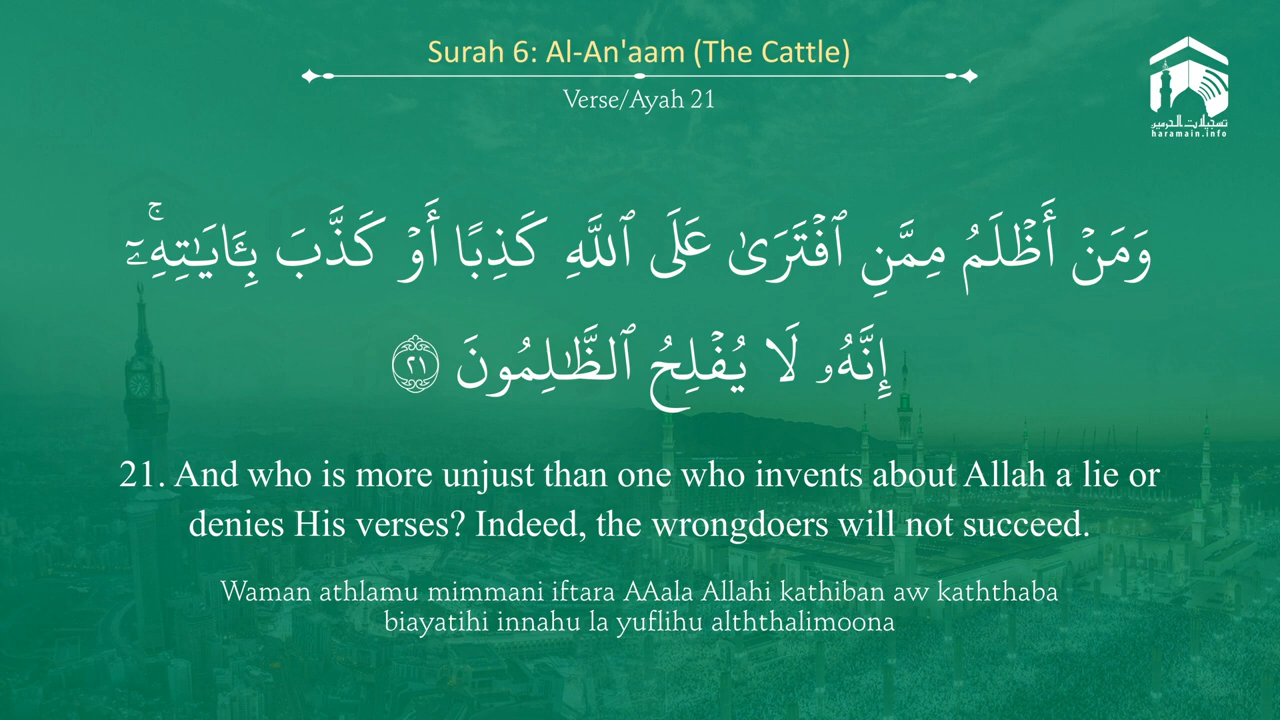 Surah 6: Al-An'aam (The Cattle)
Verse/Ayah 21
تسجيلات الحرمين
haramain.info
وَمَنۡ أَظۡلَمُ مِمَّنِ ٱفۡتَرَىٰ عَلَى ٱللَّهِ كَذِبًا أَوۡ كَذَّبَ بِـَٔايَـٰتِهِۦۤۚ
إِنَّهُۥ لَا يُفۡلِحُ ٱلظَّـٰلِمُونَ ٢١
21. And who is more unjust than one who invents about Allah a lie or
denies His verses? Indeed, the wrongdoers will not succeed.
Waman athlamu mimmani iftara AAala Allahi kathiban aw kaththaba
biayatihi innahu la yuflihu alththalimoona